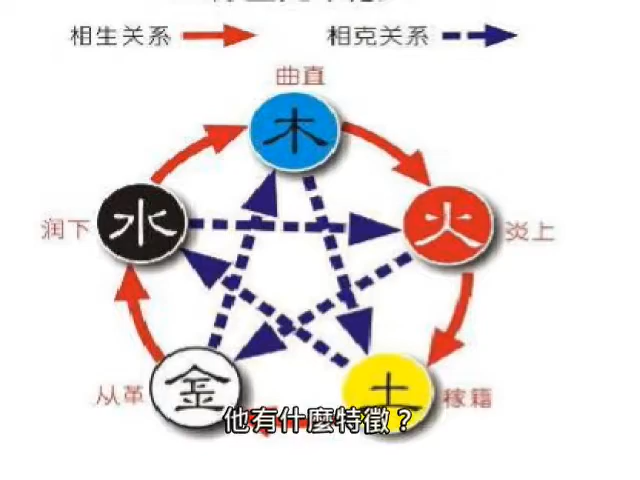 相生关系
相克关系
曲直
木
水
火
润下
炎上
金
土
从革
稼籍
他有什麼特徵？